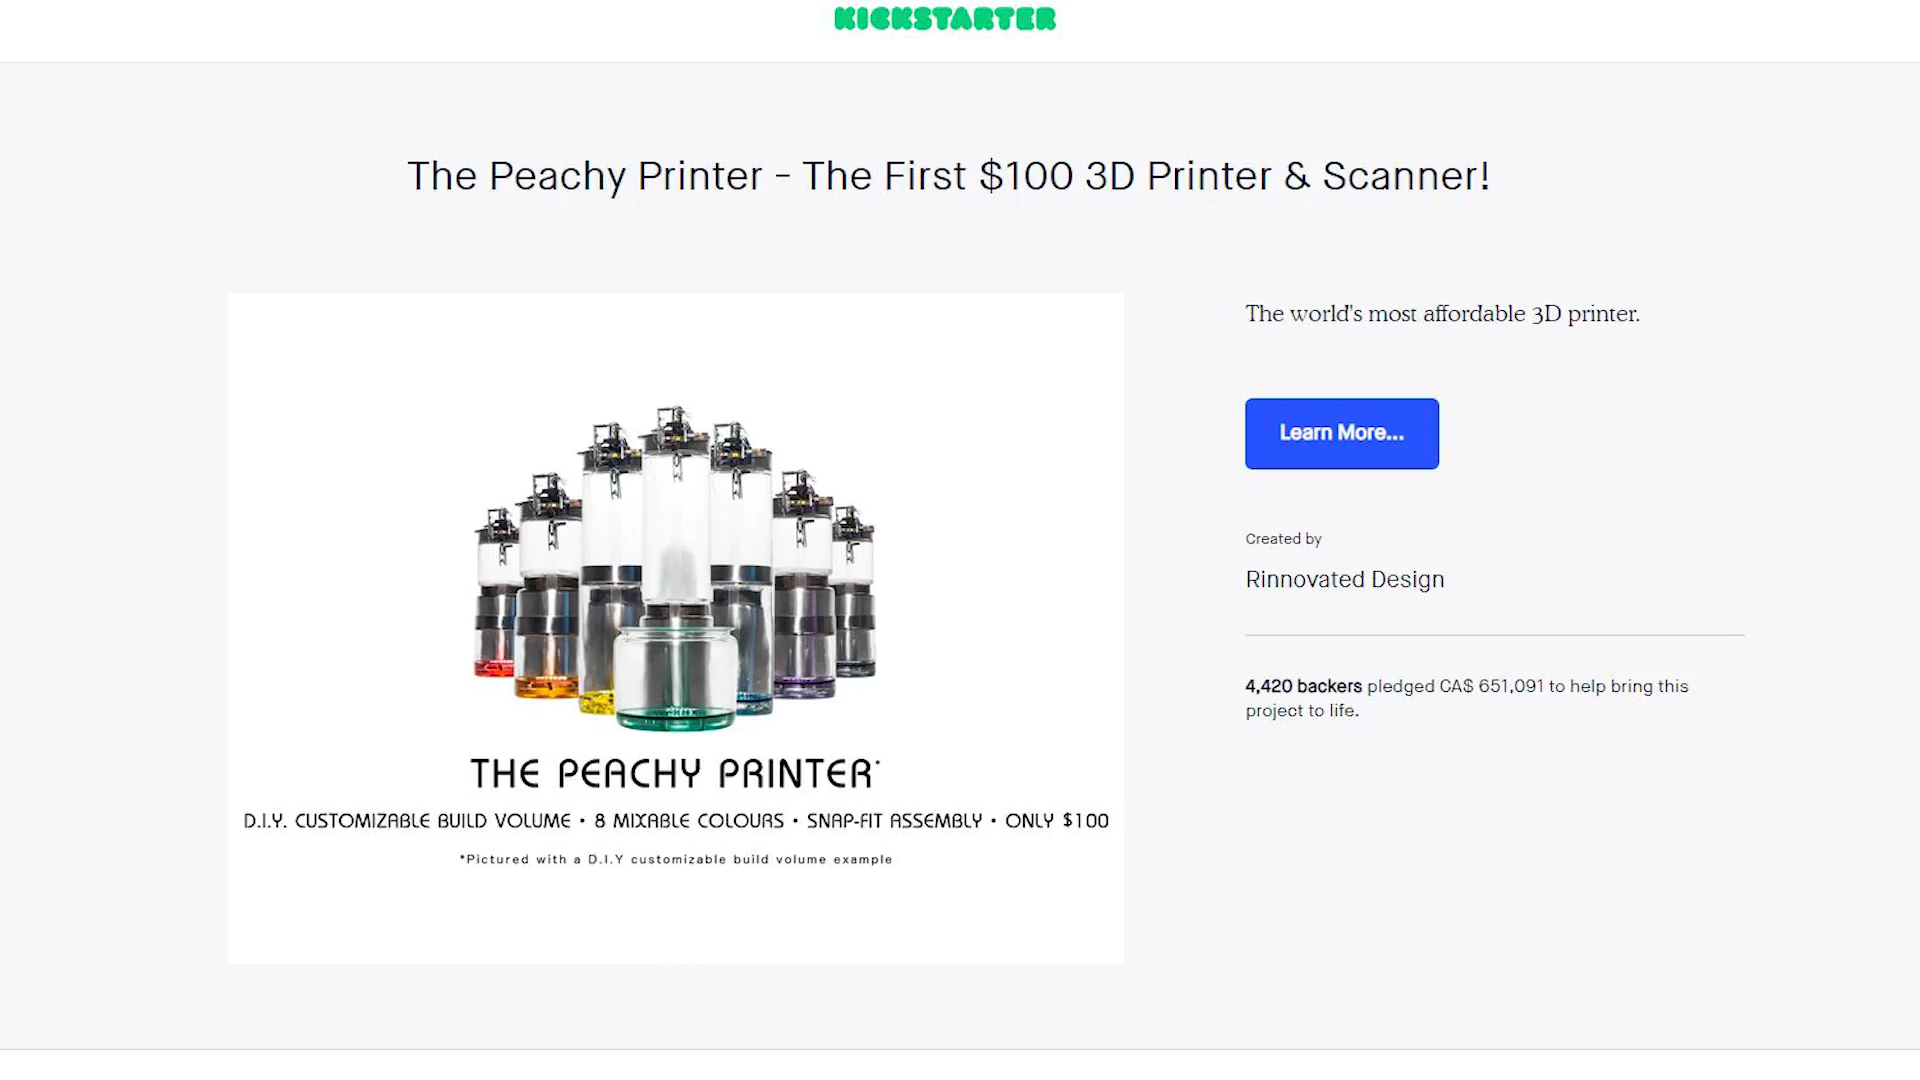 KICKSTARTER
The Peachy Printer - The First $100 3D Printer & Scanner!
The world's most affordable 3D printer.
Learn More...
Created by
Rinnovated Design
4,420 backers pledged CA$ 651,091 to help bring this
project to life.
THE PEACHY PRINTER*
D.I.Y. CUSTOMIZABLE BUILD VOLUME • 8 MIXABLE COLOURS • SNAP-FIT ASSEMBLY • ONLY $100
*Pictured with a D.I.Y customizable build volume example